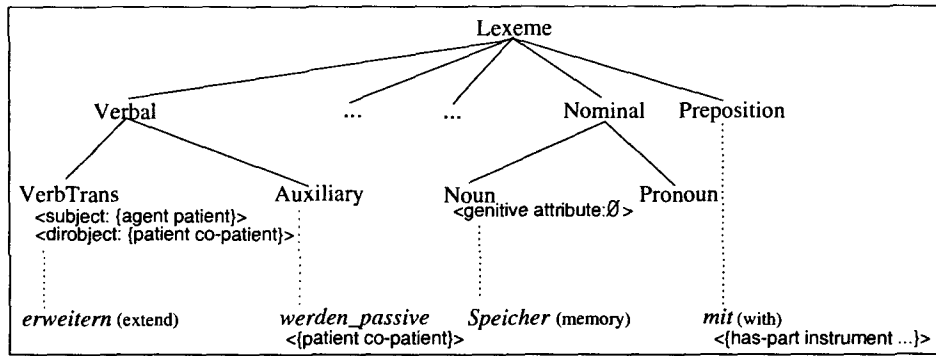 Lexeme
Verbal ... ... Nominal Preposition
VerbTrans Auxiliary Noun Pronoun
<subject: {agent patient}> <genitive attribute:Ø>
<dirobject: {patient co-patient}>
erweitern (extend) werden_passive Speicher (memory) mit (with)
<{patient co-patient}> <{has-part instrument ...}>